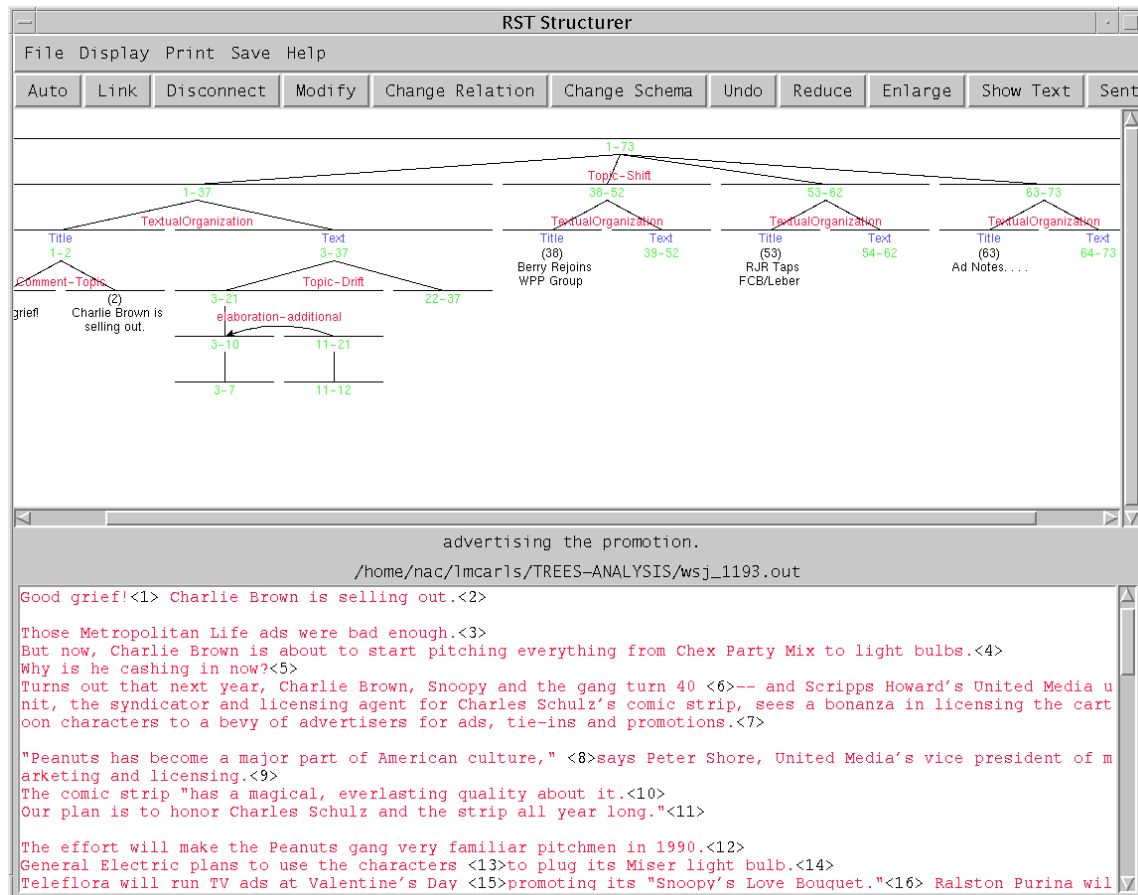 RST Structurer
File Display Print Save Help
Auto Link Disconnect Modify Change Relation Change Schema Undo Reduce Enlarge Show Text Sent
1-73
Topic-Shift
1-37 38-52 53-62 63-73
TextualOrganization TextualOrganization TextualOrganization TextualOrganization
Title Text Title Text Title Text Title Text
1-2 3-37 (38) 39-52 (53) 54-62 (63) 64-73
Berry Rejoins RJR Taps Ad Notes. . . .
WPP Group FCB/Leber
Comment-Topic Topic-Drift
(2) 3-21 22-37
grief! Charlie Brown is
selling out.
elaboration-additional
3-10 11-21
3-7 11-12
advertising the promotion.
/home/nac/lmcarls/TREES-ANALYSIS/wsj_1193.out
Good grief!<1> Charlie Brown is selling out.<2>
Those Metropolitan Life ads were bad enough.<3>
But now, Charlie Brown is about to start pitching everything from Chex Party Mix to light bulbs.<4>
Why is he cashing in now?<5>
Turns out that next year, Charlie Brown, Snoopy and the gang turn 40 <6>-- and Scripps Howard's United Media u
nit, the syndicator and licensing agent for Charles Schulz's comic strip, sees a bonanza in licensing the cart
oon characters to a bevy of advertisers for ads, tie-ins and promotions.<7>
"Peanuts has become a major part of American culture," <8>says Peter Shore, United Media's vice president of m
arketing and licensing.<9>
The comic strip "has a magical, everlasting quality about it.<10>
Our plan is to honor Charles Schulz and the strip all year long."<11>
The effort will make the Peanuts gang very familiar pitchmen in 1990.<12>
General Electric plans to use the characters <13>to plug its Miser light bulb.<14>
Teleflora will run TV ads at Valentine's Day <15>promoting its "Snoopy's Love Bouquet."<16> Ralston Purina wil